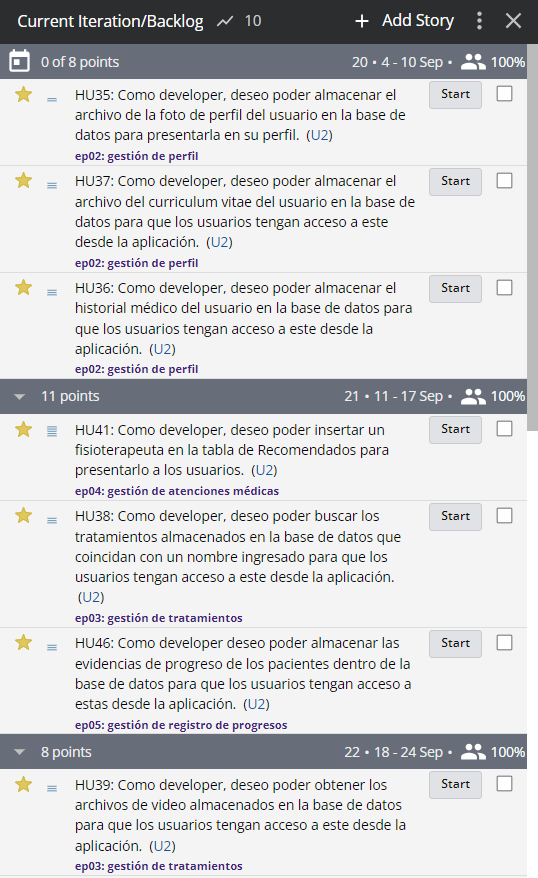 Current Iteration/Backlog 10 + Add Story
0 of 8 points 20 • 4 - 10 Sep • 100%
HU35: Como developer, deseo poder almacenar el Start
archivo de la foto de perfil del usuario en la base de
datos para presentarla en su perfil. (U2)
ep02: gestión de perfil
HU37: Como developer, deseo poder almacenar el Start
archivo del curriculum vitae del usuario en la base de
datos para que los usuarios tengan acceso a este
desde la aplicación. (U2)
ep02: gestión de perfil
HU36: Como developer, deseo poder almacenar el Start
historial médico del usuario en la base de datos para
que los usuarios tengan acceso a este desde la
aplicación. (U2)
ep02: gestión de perfil
11 points 21 • 11 - 17 Sep • 100%
HU41: Como developer, deseo poder insertar un Start
fisioterapeuta en la tabla de Recomendados para
presentarlo a los usuarios. (U2)
ep04: gestión de atenciones médicas
HU38: Como developer, deseo poder buscar los Start
tratamientos almacenados en la base de datos que
coincidan con un nombre ingresado para que los
usuarios tengan acceso a este desde la aplicación.
(U2)
ep03: gestión de tratamientos
HU46: Como developer deseo poder almacenar las Start
evidencias de progreso de los pacientes dentro de la
base de datos para que los usuarios tengan acceso a
estas desde la aplicación. (U2)
ep05: gestión de registro de progresos
8 points 22 • 18 - 24 Sep • 100%
HU39: Como developer, deseo poder obtener los Start
archivos de video almacenados en la base de datos
para que los usuarios tengan acceso a este desde la
aplicación. (U2)
ep03: gestión de tratamientos